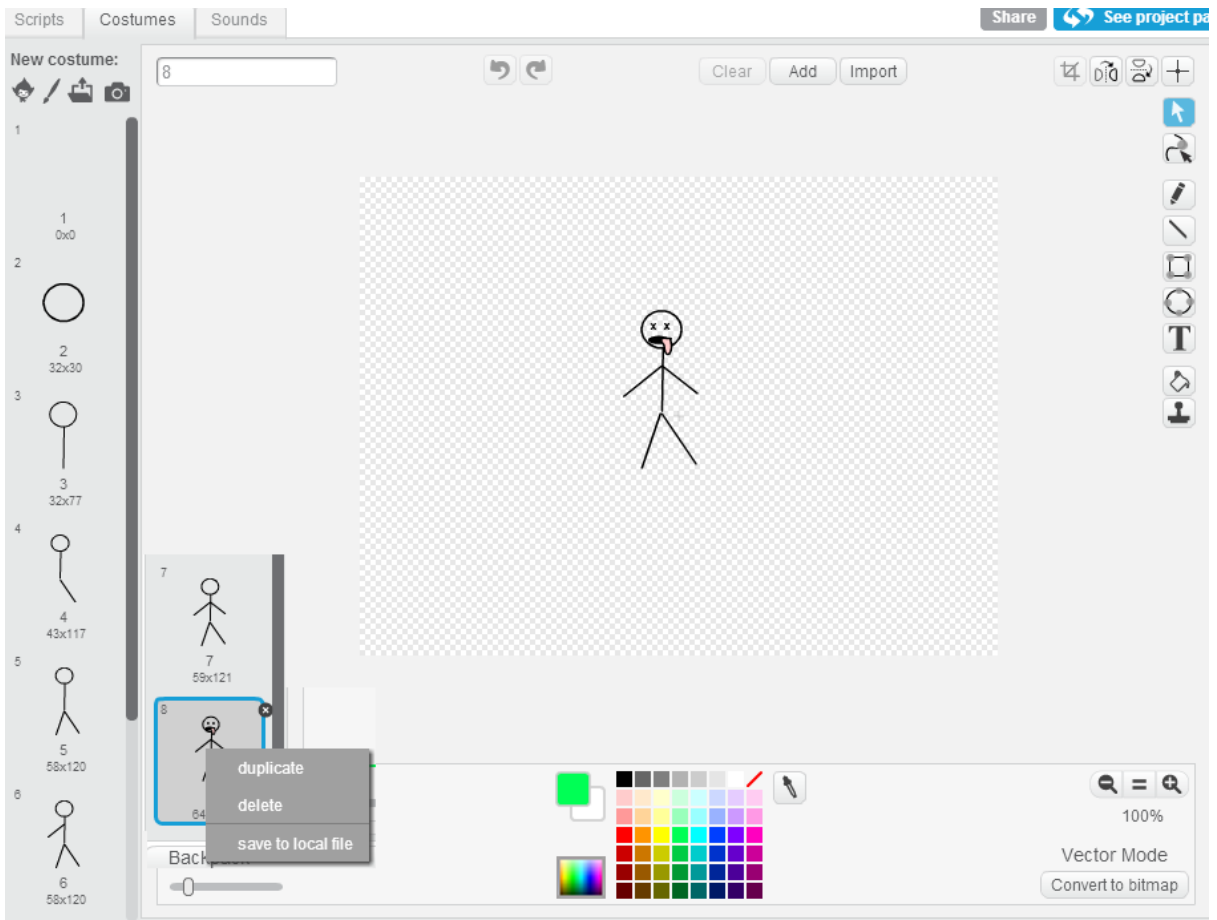 Scripts Costumes Sounds
Share See project pa
New costume:
8
Clear Add Import
1
1
0x0
2
2
32x30
3
3
32x77
4
4
43x117
5
5
58x120
6
6
58x120
7
7
59x121
8
64
duplicate
delete
save to local file
T
100%
Vector Mode
Convert to bitmap